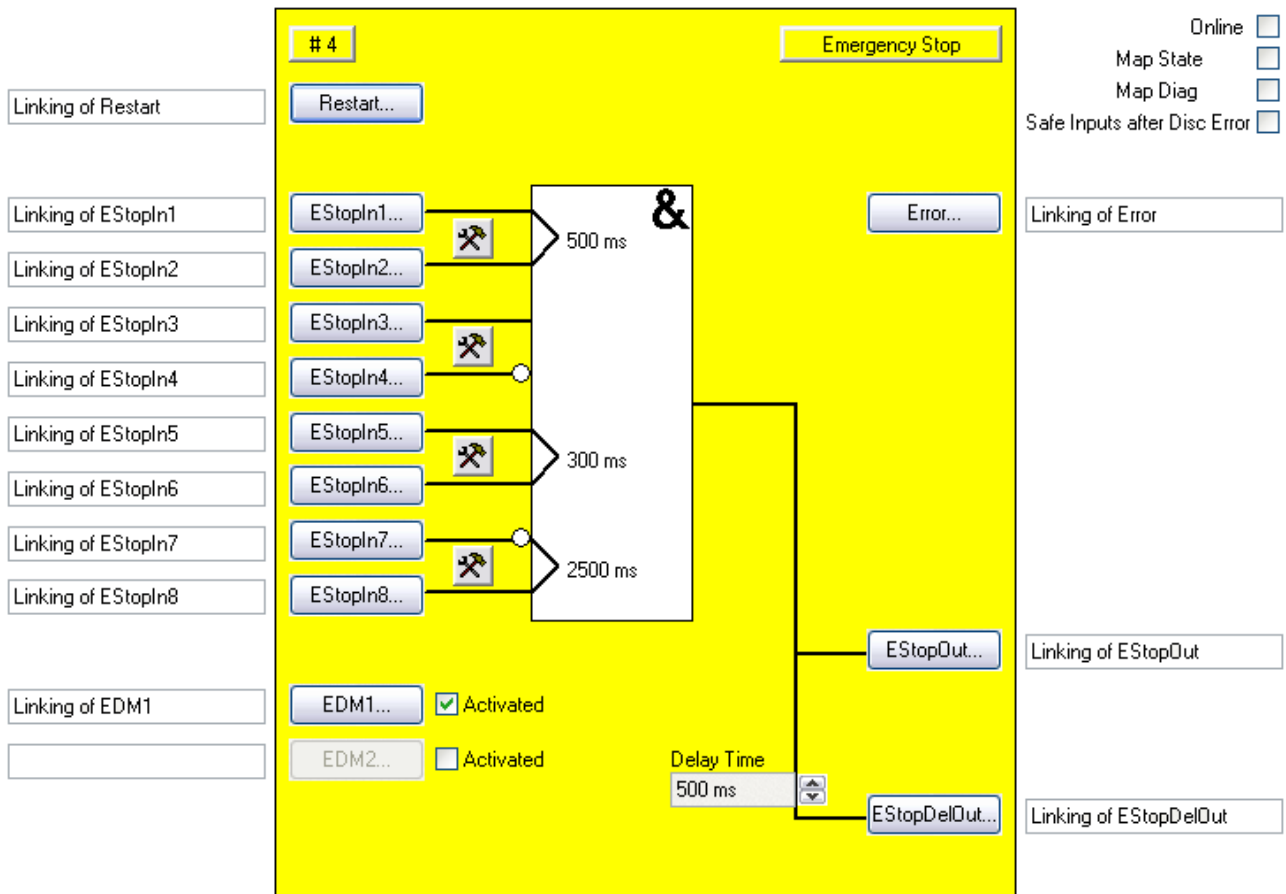 # 4
Emergency Stop
Online
Map State
Map Diag
Safe Inputs after Disc Error
Linking of Restart
Restart...
Linking of EStopIn1
EStopIn1...
&
500 ms
Error...
Linking of Error
Linking of EStopIn2
EStopIn2...
Linking of EStopIn3
EStopIn3...
Linking of EStopIn4
EStopIn4...
Linking of EStopIn5
EStopIn5...
300 ms
Linking of EStopIn6
EStopIn6...
Linking of EStopIn7
EStopIn7...
2500 ms
Linking of EStopIn8
EStopIn8...
EStopOut...
Linking of EStopOut
Linking of EDM1
EDM1...
Activated
EDM2...
Activated
Delay Time
500 ms
EStopDelOut...
Linking of EStopDelOut